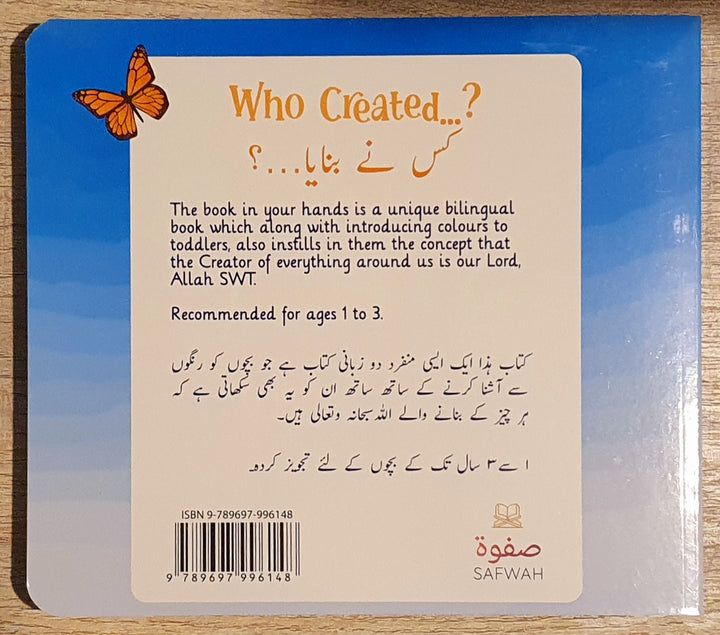 Who Created...?
کس نے بنایا...؟
The book in your hands is a unique bilingual
book which along with introducing colours to
toddlers, also instills in them the concept that
the Creator of everything around us is our Lord,
Allah SWT.
Recommended for ages 1 to 3.
کتاب ہذا ایک ایسی منفرد دو زبانی کتاب ہے جو بچوں کو رنگوں
سے آشنا کرنے کے ساتھ ساتھ ان کو یہ بھی سکھاتی ہے کہ
ہر چیز کے بنانے والے اللہ سبحانہ وتعالی ہیں۔
۱ سے ۳ سال تک کے بچوں کے لئے تجویز کردہ۔
ISBN 9-789697-996148
9 789697 996148
صفوة
SAFWAH